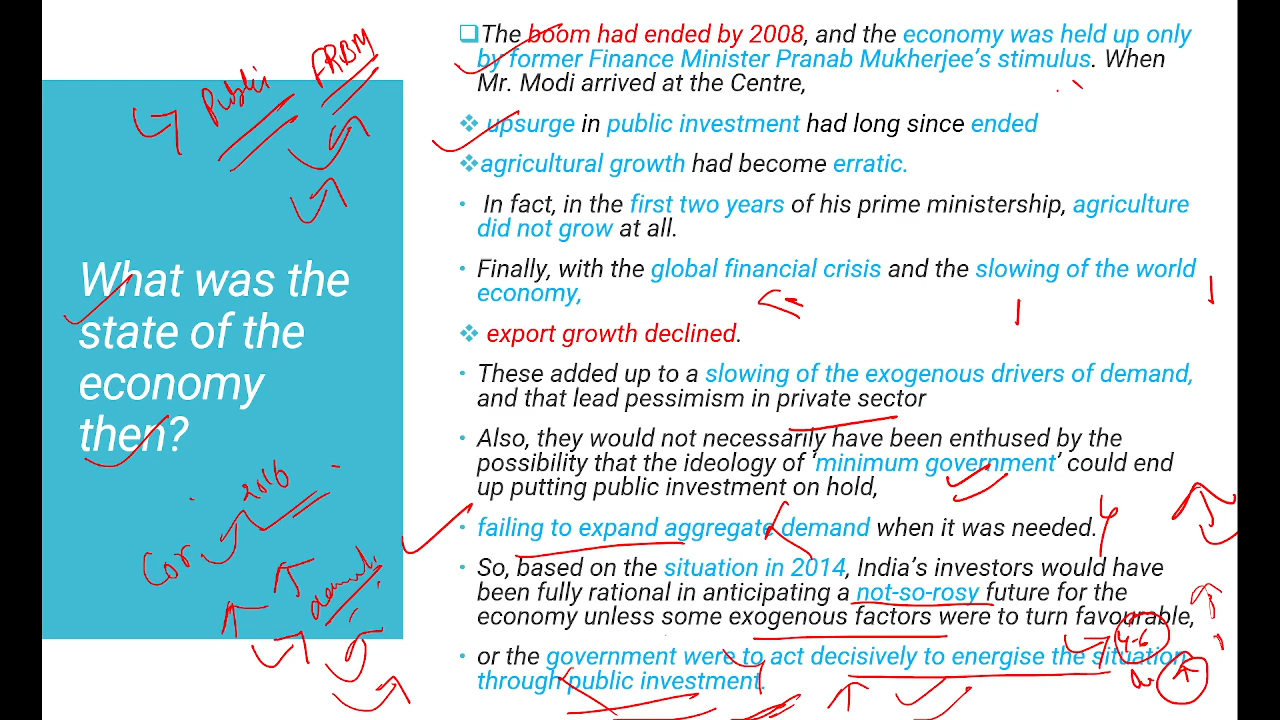 The boom had ended by 2008, and the economy was held up only
by former Finance Minister Pranab Mukherjee's stimulus. When
Mr. Modi arrived at the Centre,
upsurge in public investment had long since ended
agricultural growth had become erratic.
In fact, in the first two years of his prime ministership, agriculture
did not grow at all.
Finally, with the global financial crisis and the slowing of the world
economy,
export growth declined.
These added up to a slowing of the exogenous drivers of demand,
and that lead pessimism in private sector
Also, they would not necessarily have been enthused by the
possibility that the ideology of 'minimum government' could end
up putting public investment on hold,
failing to expand aggregate demand when it was needed.
So, based on the situation in 2014, India's investors would have
been fully rational in anticipating a not-so-rosy future for the
economy unless some exogenous factors were to turn favourable,
or the government were to act decisively to energise the situation
through public investment.
What was the
state of the
economy
then?
Public
FRBM
2016
Cor
4-6